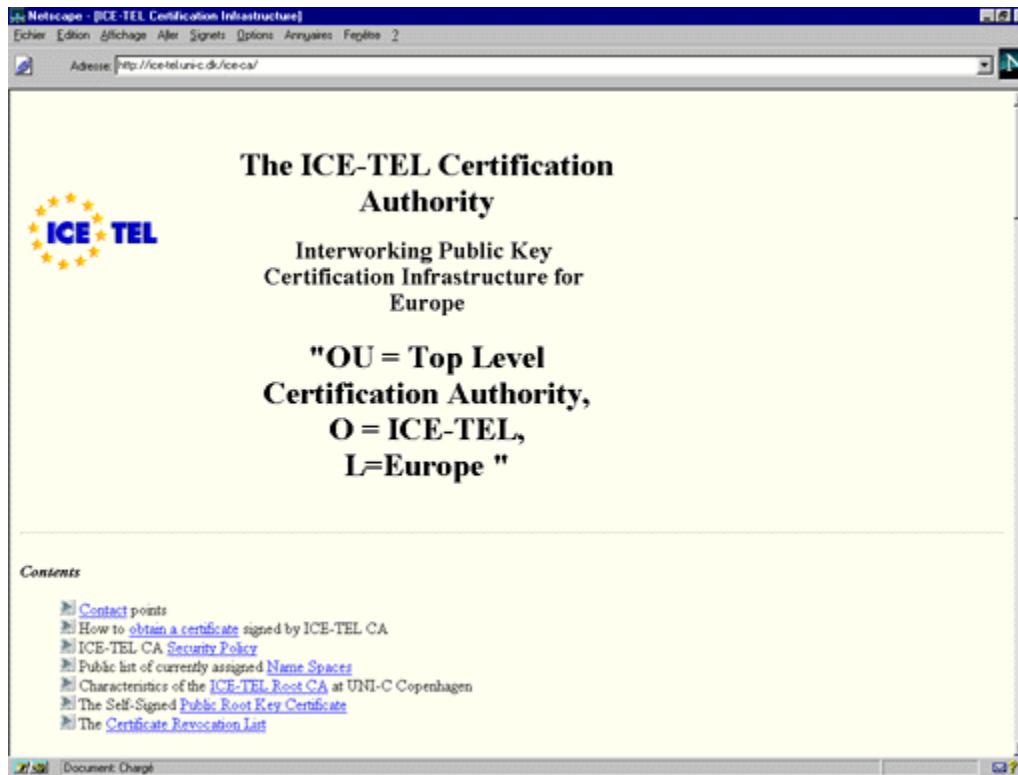 Netscape - [ICE-TEL Certification Infrastructure]
Fichier Edition Affichage Aller Signets Options Annuaires Fenêtre ?
Adresse: http://ice-tel.uni-c.dk/ice-ca/
N
The ICE-TEL Certification
Authority
ICE TEL
Interworking Public Key
Certification Infrastructure for
Europe
"OU = Top Level
Certification Authority,
O = ICE-TEL,
L=Europe "
Contents
Contact points
How to obtain a certificate signed by ICE-TEL CA
ICE-TEL CA Security Policy
Public list of currently assigned Name Spaces
Characteristics of the ICE-TEL Root CA at UNI-C Copenhagen
The Self-Signed Public Root Key Certificate
The Certificate Revocation List
Document: Chargé